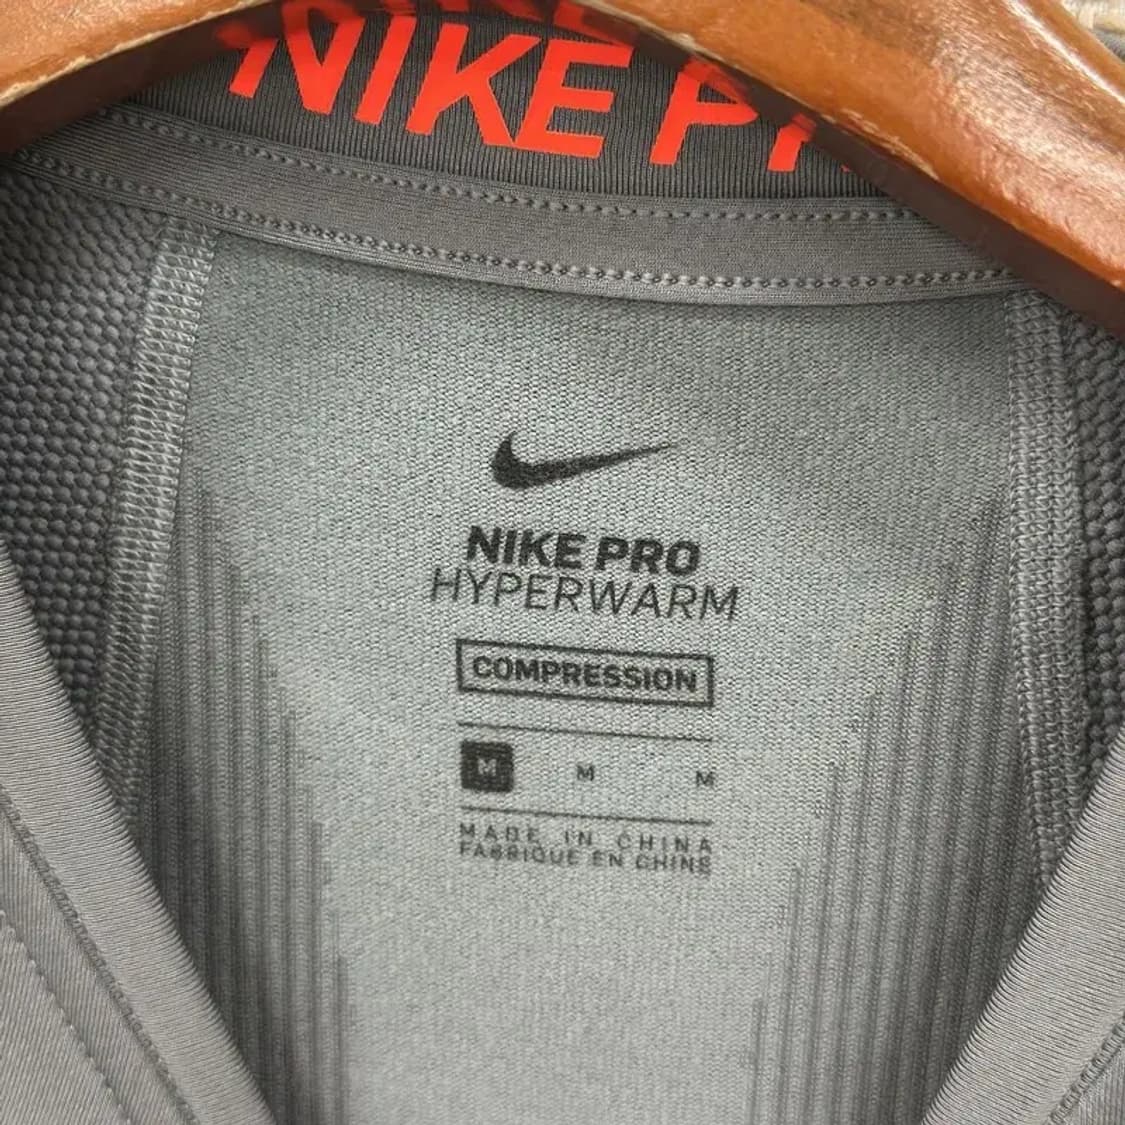 NIKE PR
NIKE PRO
HYPERWARM
COMPRESSION
M M M
MADE IN CHINA
FABRIQUE EN CHINE